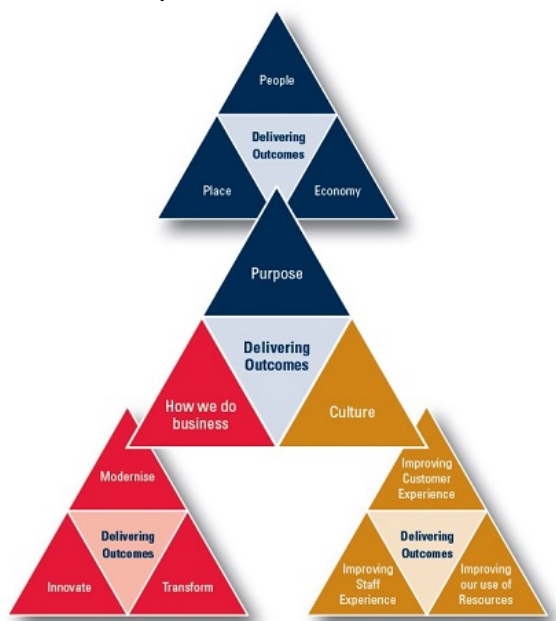 People
Delivering
Outcomes
Place
Economy
Purpose
Delivering
Outcomes
How we do
business
Culture
Modernise
Delivering
Outcomes
Innovate
Transform
Improving
Customer
Experience
Delivering
Outcomes
Improving
Staff
Experience
Improving
our use of
Resources